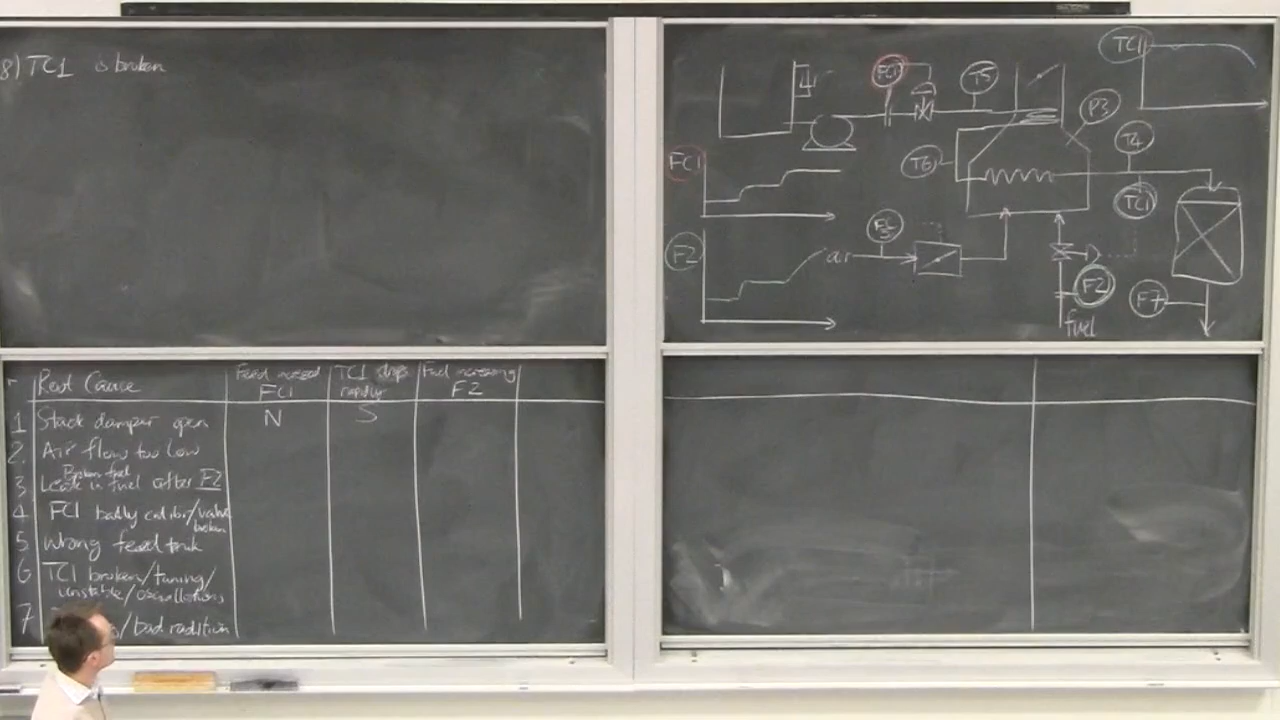 8) TC1 is broken
Root Cause
Feed increased
FC1
TC1 drops
rapidly
Fuel increasing
F2
1 Stack damper open N S
2. Air flow too low
Broken fuel
3 Leak in fuel after F2
4 FC1 badly calibr/valve
broken
5 Wrong feed tank
6 TC1 broken/tuning/
unstable/oscillations
7 /bad radiation
TC1
FC1
T5
P3
T4
T6
TC1
FC1
F2
air
F2
F7
fuel